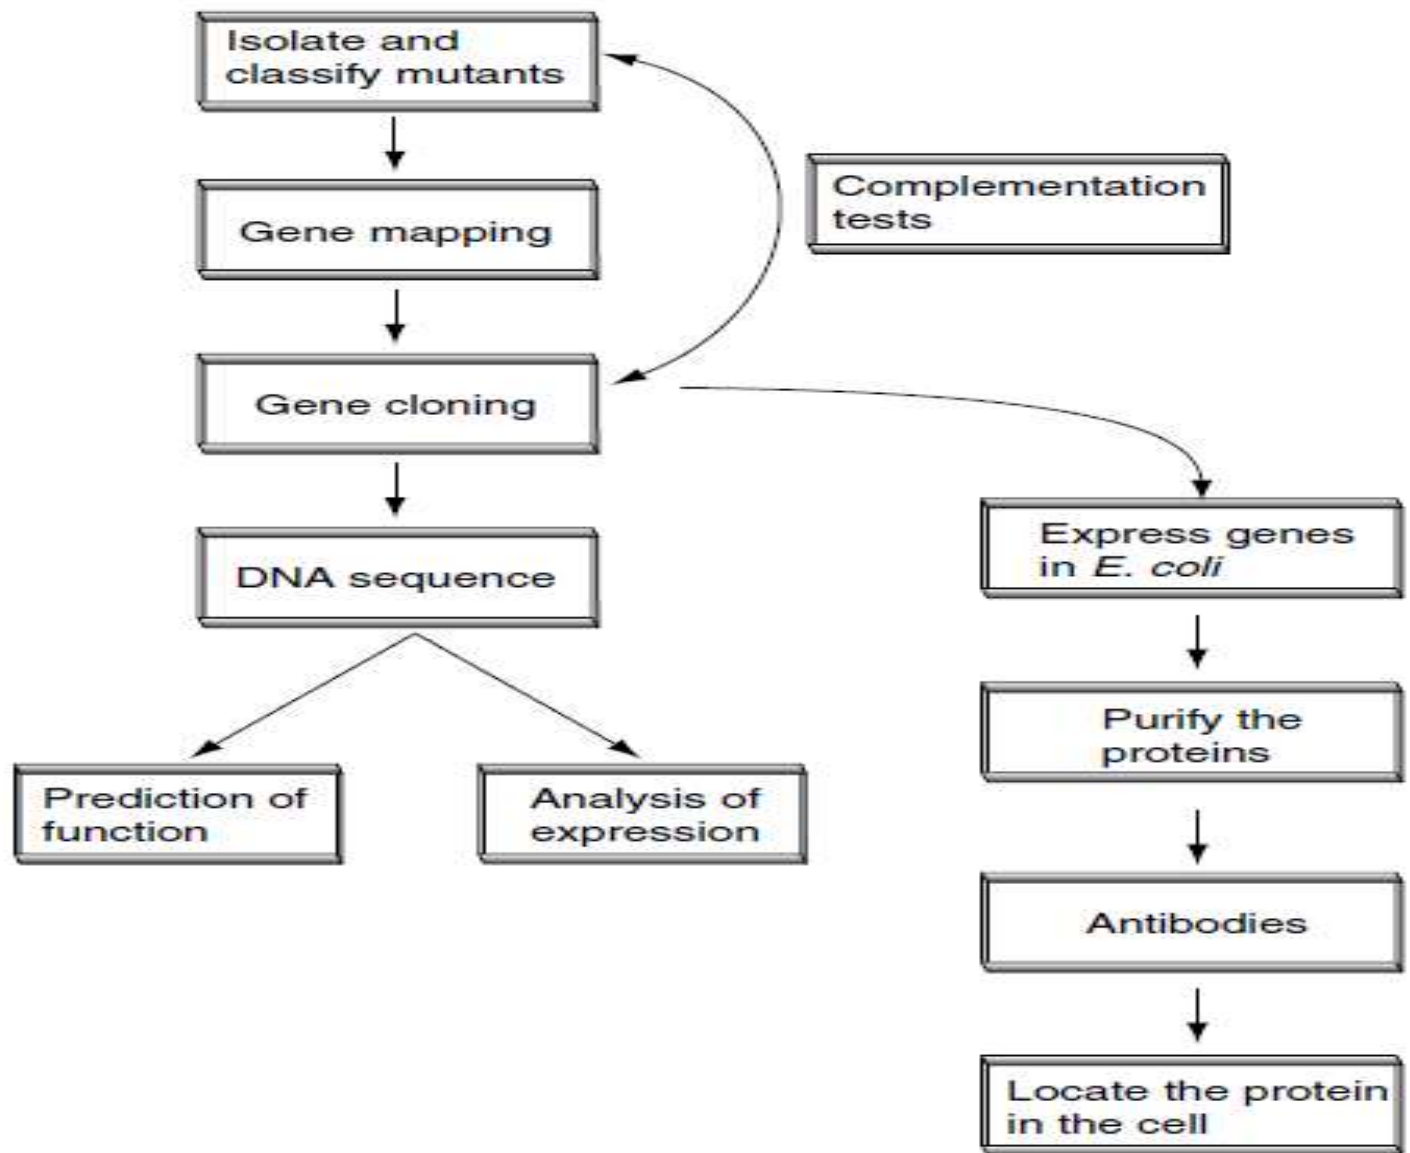 Isolate and
classify mutants
Complementation
tests
Gene mapping
Gene cloning
DNA sequence
Prediction of
function
Analysis of
expression
Express genes
in E. coli
Purify the
proteins
Antibodies
Locate the protein
in the cell